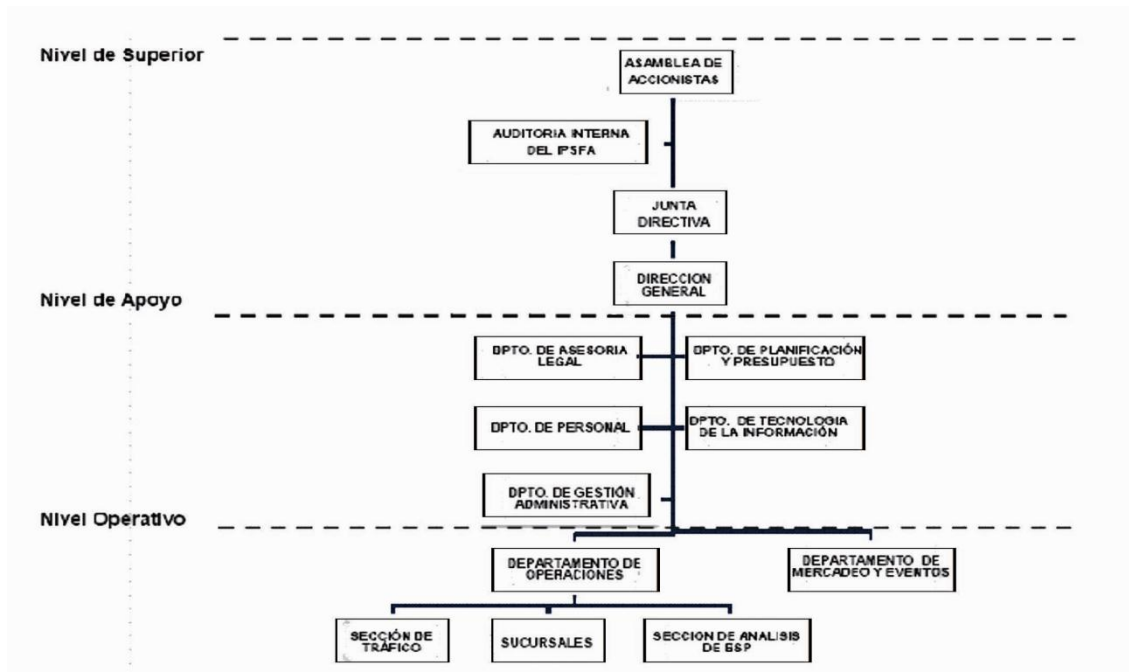 Nivel de Superior
ASAMBLEA DE
ACCIONISTAS
AUDITORIA INTERNA
DEL IPSFA
JUNTA
DIRECTIVA
DIRECCION
GENERAL
Nivel de Apoyo
DPTO. DE ASESORIA
LEGAL
DPTO. DE PLANIFICACIÓN
Y PRESUPUESTO
DPTO. DE PERSONAL
DPTO. DE TECNOLOGIA
DE LA INFORMACIÓN
DPTO. DE GESTIÓN
ADMINISTRATIVA
Nivel Operativo
DEPARTAMENTO DE
OPERACIONES
DEPARTAMENTO DE
MERCADEO Y EVENTOS
SECCIÓN DE
TRÁFICO
SUCURSALES
SECCION DE ANALISIS
DE BSP